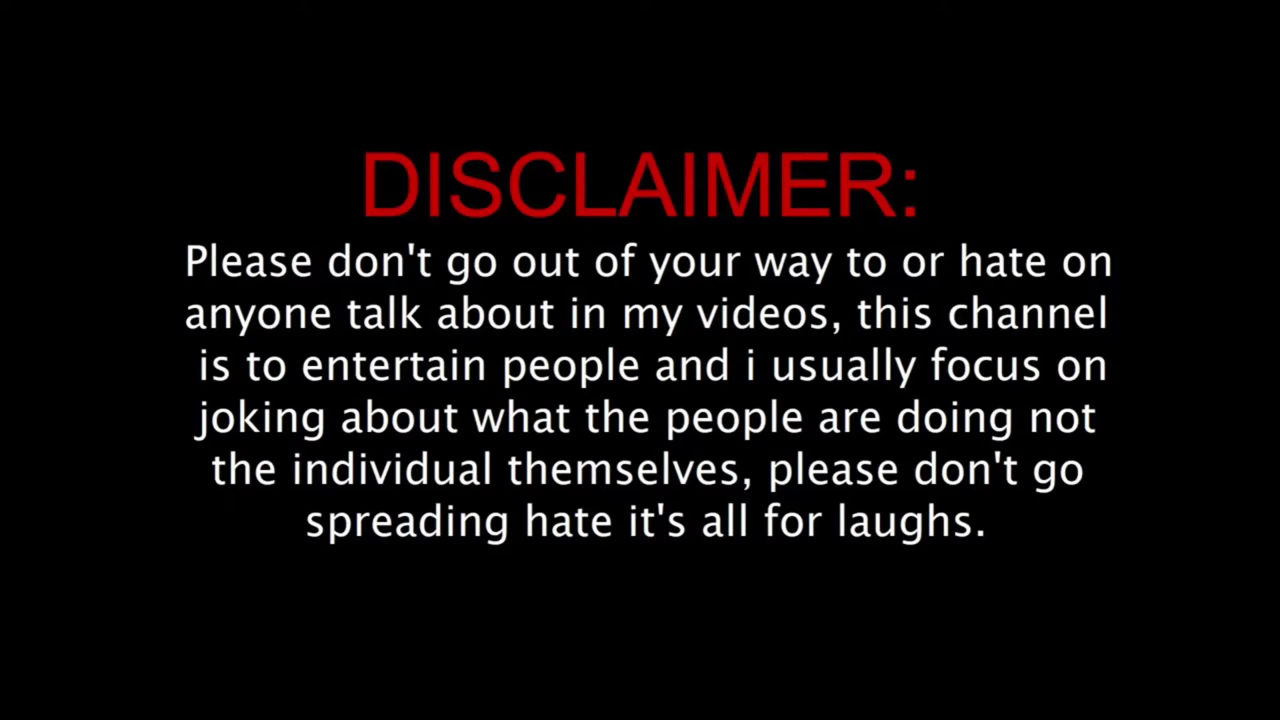 DISCLAIMER:
Please don't go out of your way to or hate on
anyone talk about in my videos, this channel
is to entertain people and i usually focus on
joking about what the people are doing not
the individual themselves, please don't go
spreading hate it's all for laughs.